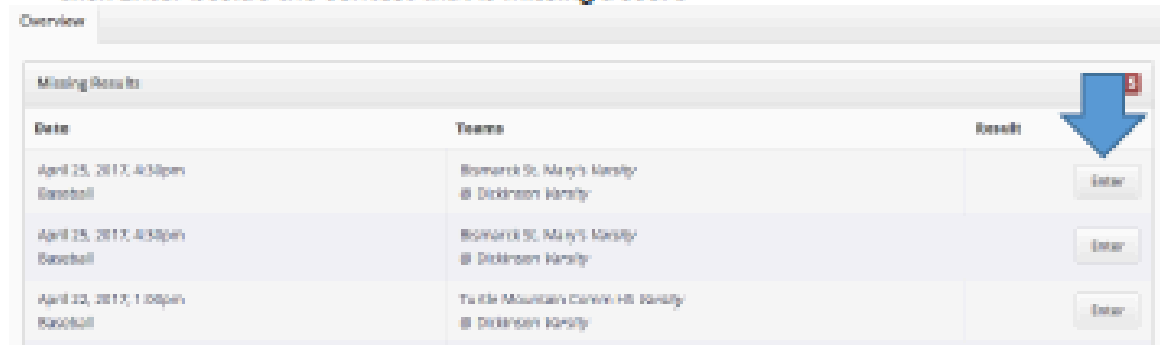 Overview
Missing Results
Date Teams Result
April 25, 2017, 4:30pm Bismarck St. Mary's Varsity Enter
Baseball @ Dickinson Varsity
April 25, 2017, 4:30pm Bismarck St. Mary's Varsity Enter
Baseball @ Dickinson Varsity
April 22, 2017, 1:00pm Turtle Mountain Comm HS Varsity Enter
Baseball @ Dickinson Varsity